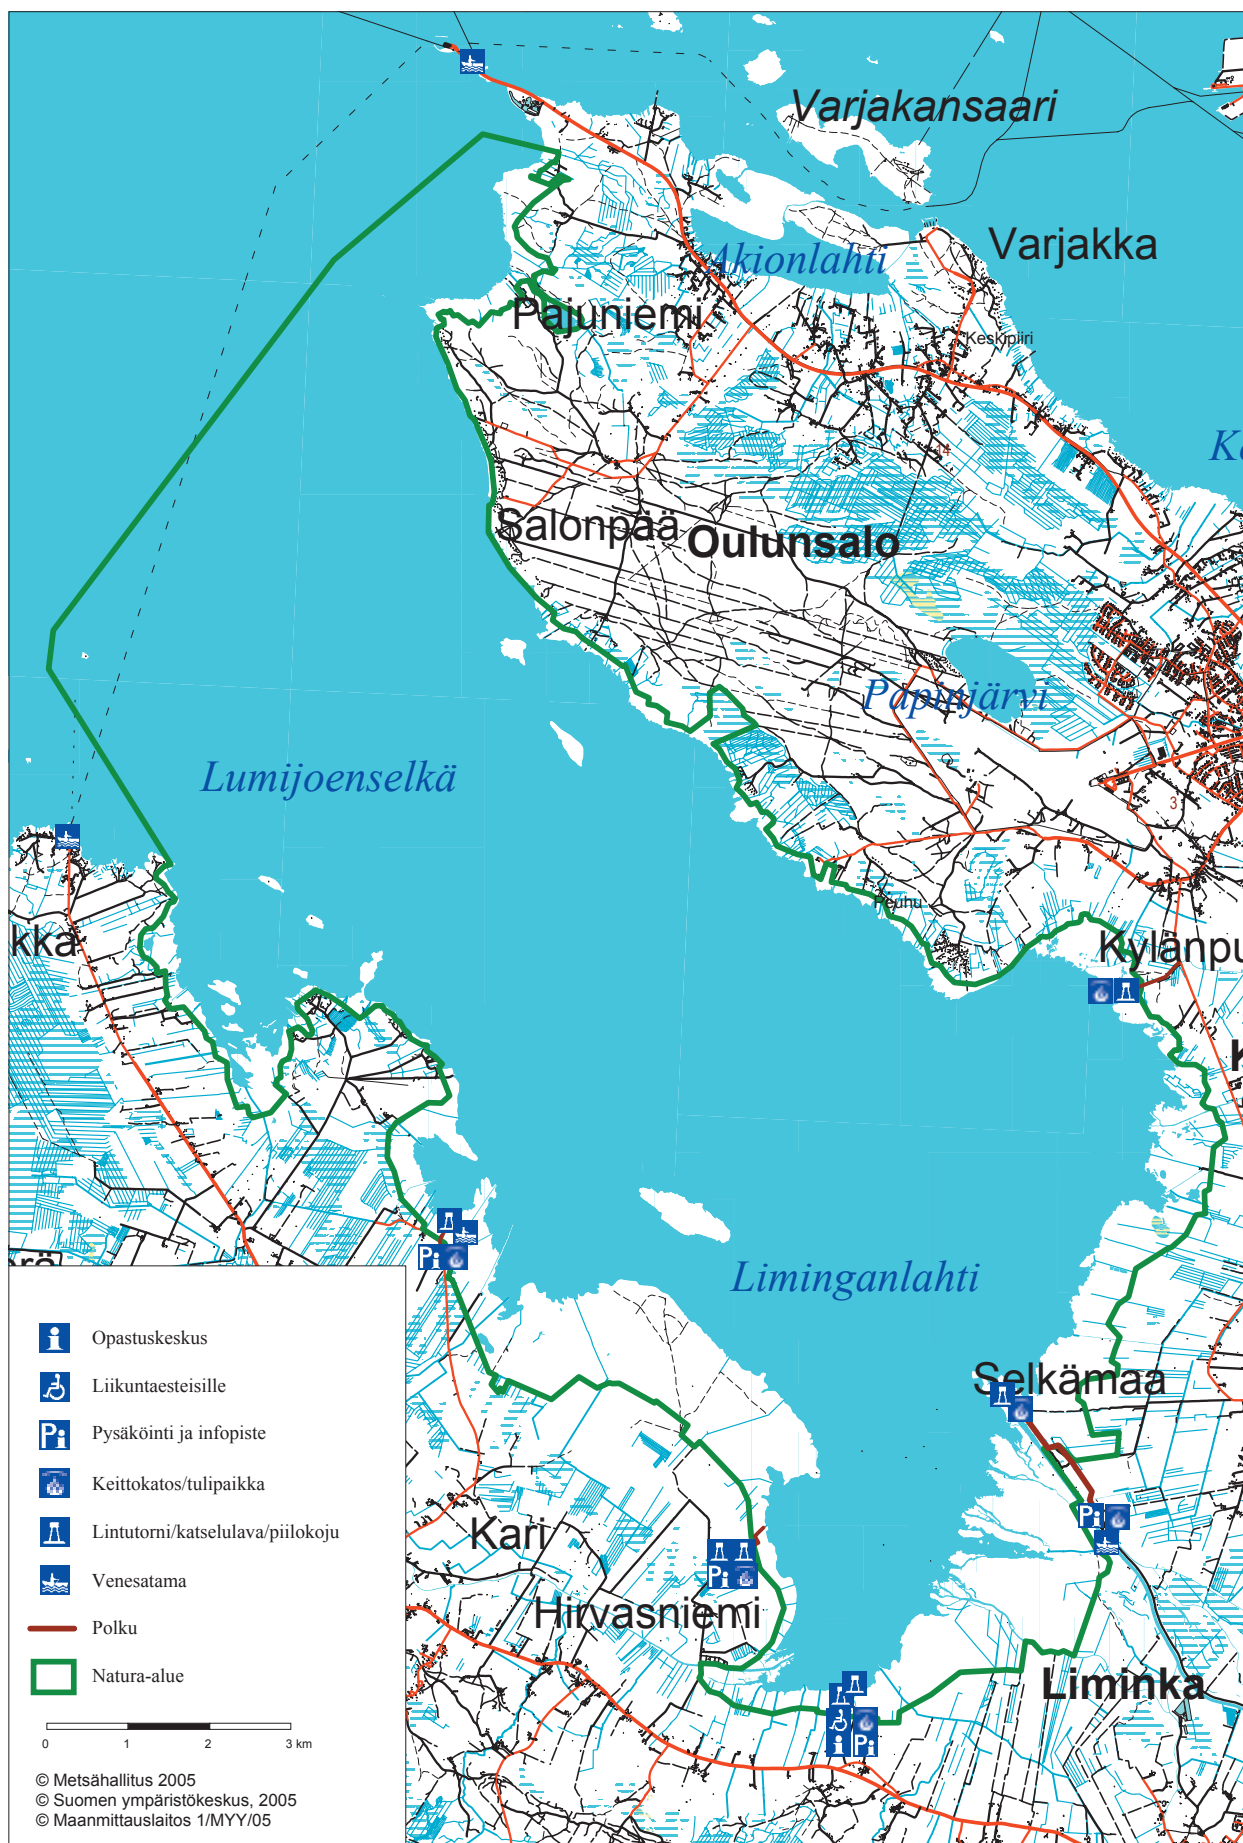 Varjakansaari
Varjakka
Akionlahti
Pajuniemi
Keskipiiri
14
Salonpää
Oulunsalo
Papinjärvi
Lumijoenselkä
3
Peuhu
kka
Kylänpu
K
Liminganlahti
Selkämaa
Kari
Hirvasniemi
Liminka
Opastuskeskus
Liikuntaesteisille
Pysäköinti ja infopiste
Keittokatos/tulipaikka
Lintutorni/katselulava/piilokoju
Venesatama
Polku
Natura-alue
0 1 2 3 km
© Metsähallitus 2005
© Suomen ympäristökeskus, 2005
© Maanmittauslaitos 1/MYY/05